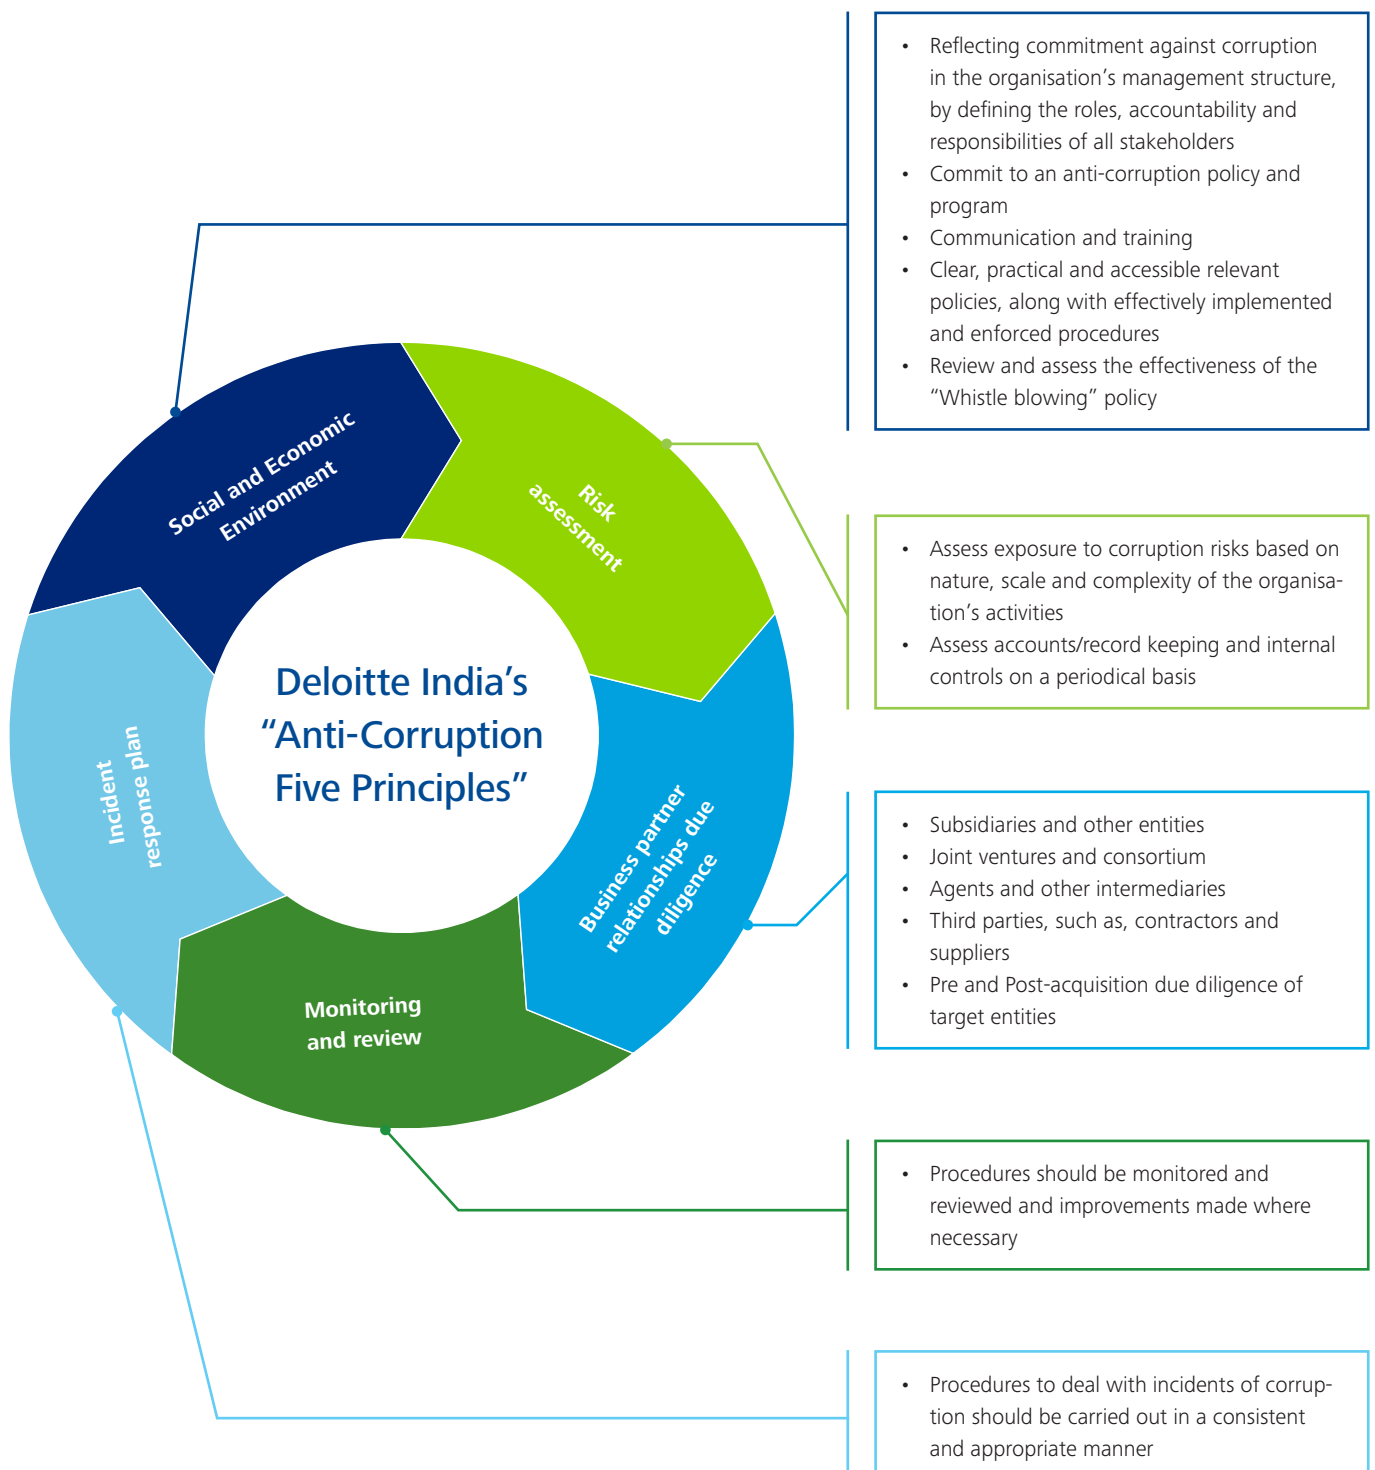 • Reflecting commitment against corruption
in the organisation’s management structure,
by defining the roles, accountability and
responsibilities of all stakeholders
• Commit to an anti-corruption policy and
program
• Communication and training
• Clear, practical and accessible relevant
policies, along with effectively implemented
and enforced procedures
• Review and assess the effectiveness of the
“Whistle blowing” policy
Social and Economic
Environment
Risk
assessment
• Assess exposure to corruption risks based on
nature, scale and complexity of the organisa-
tion’s activities
• Assess accounts/record keeping and internal
controls on a periodical basis
Deloitte India’s
“Anti-Corruption
Five Principles”
Incident
response plan
Business partner
relationships due
diligence
• Subsidiaries and other entities
• Joint ventures and consortium
• Agents and other intermediaries
• Third parties, such as, contractors and
suppliers
• Pre and Post-acquisition due diligence of
target entities
Monitoring
and review
• Procedures should be monitored and
reviewed and improvements made where
necessary
• Procedures to deal with incidents of corrup-
tion should be carried out in a consistent
and appropriate manner